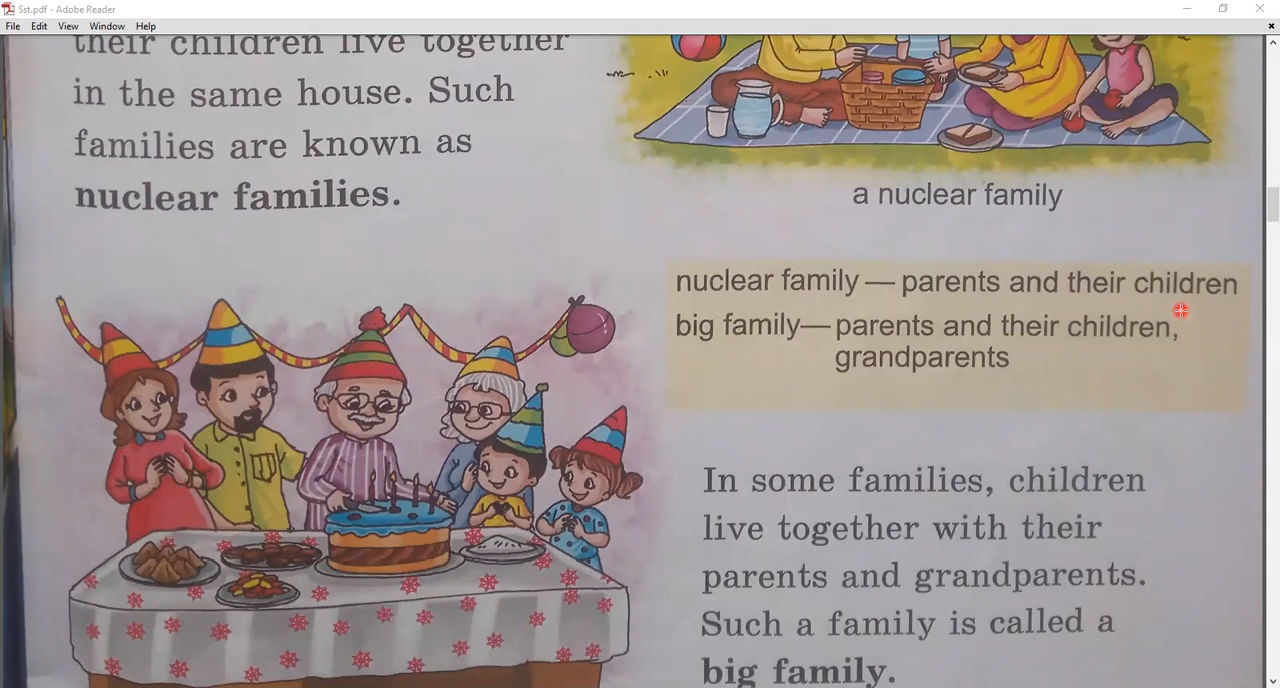 Sst.pdf - Adobe Reader
File Edit View Window Help
their children live together
in the same house. Such
families are known as
nuclear families.
a nuclear family
nuclear family — parents and their children
big family — parents and their children,
grandparents
In some families, children
live together with their
parents and grandparents.
Such a family is called a
big family.